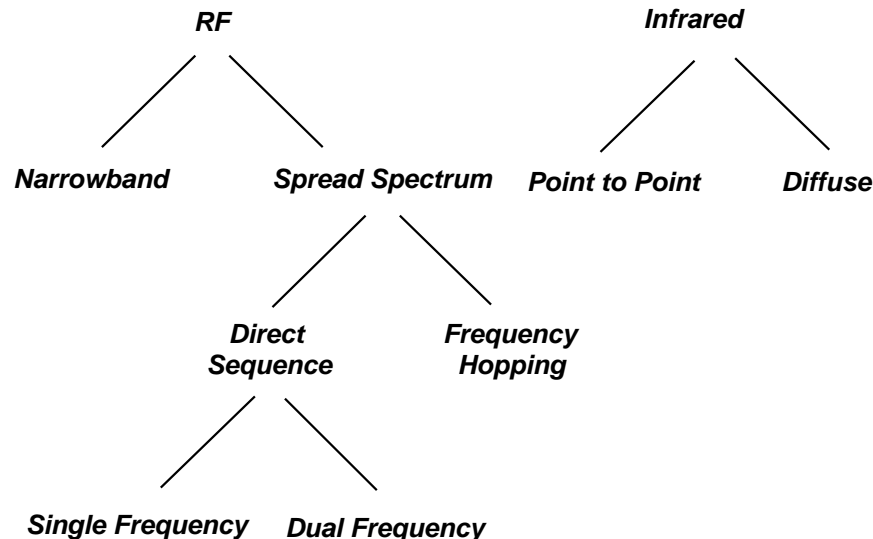 RF
Infrared
Narrowband
Spread Spectrum
Point to Point
Diffuse
Direct
Sequence
Frequency
Hopping
Single Frequency
Dual Frequency